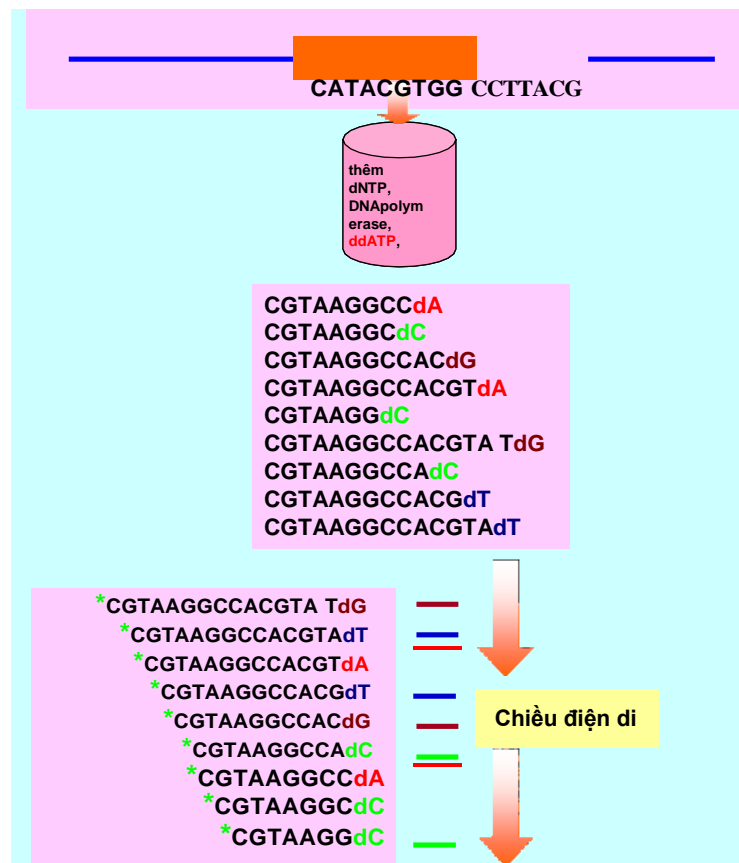 CATACGTGG CCTTACG
thêm
dNTP,
DNApolym
erase,
ddATP,
CGTAAGGCCdA
CGTAAGGCdC
CGTAAGGCCACdG
CGTAAGGCCACGTdA
CGTAAGGdC
CGTAAGGCCACGTA TdG
CGTAAGGCCAdC
CGTAAGGCCACGdT
CGTAAGGCCACGTAdT
*CGTAAGGCCACGTA TdG
*CGTAAGGCCACGTAdT
*CGTAAGGCCACGTdA
*CGTAAGGCCACGdT
*CGTAAGGCCACdG
*CGTAAGGCCAdC
*CGTAAGGCCdA
*CGTAAGGCdC
*CGTAAGGdC
Chiều điện di